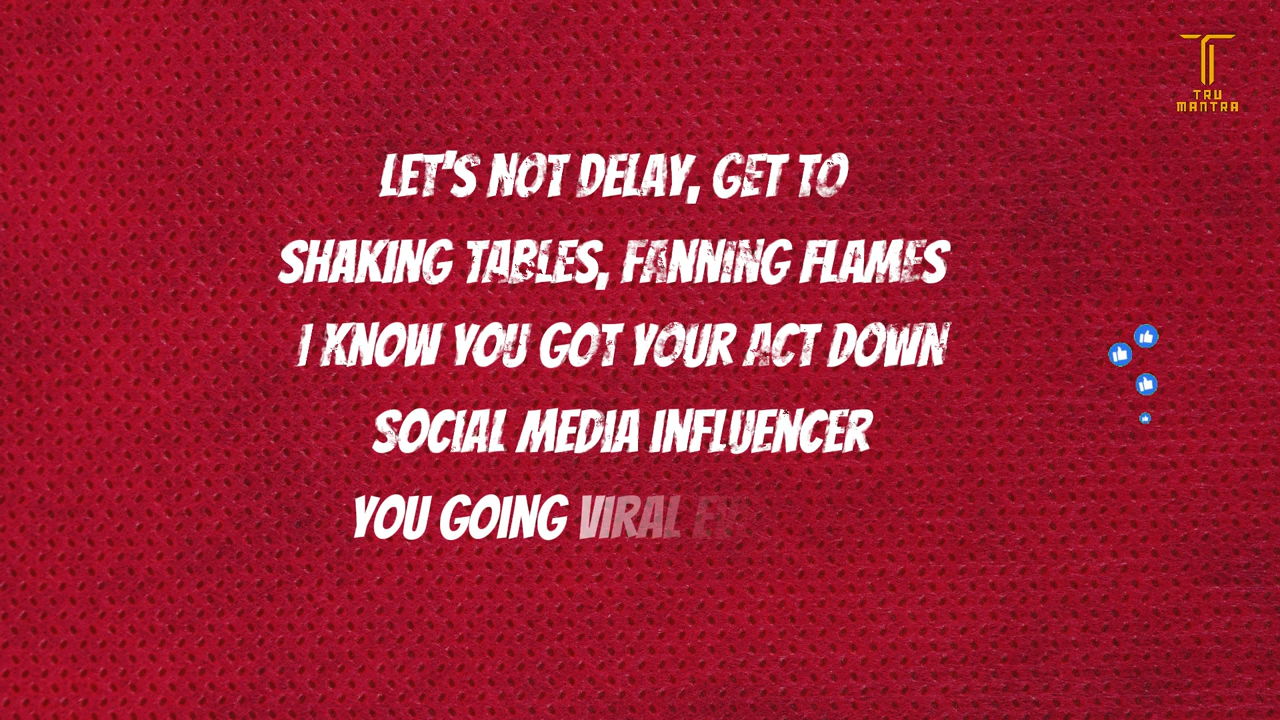 TRU
MANTRA
LET'S NOT DELAY, GET TO
SHAKING TABLES, FANNING FLAMES
I KNOW YOU GOT YOUR ACT DOWN
SOCIAL MEDIA INFLUENCER
YOU GOING VIRAL